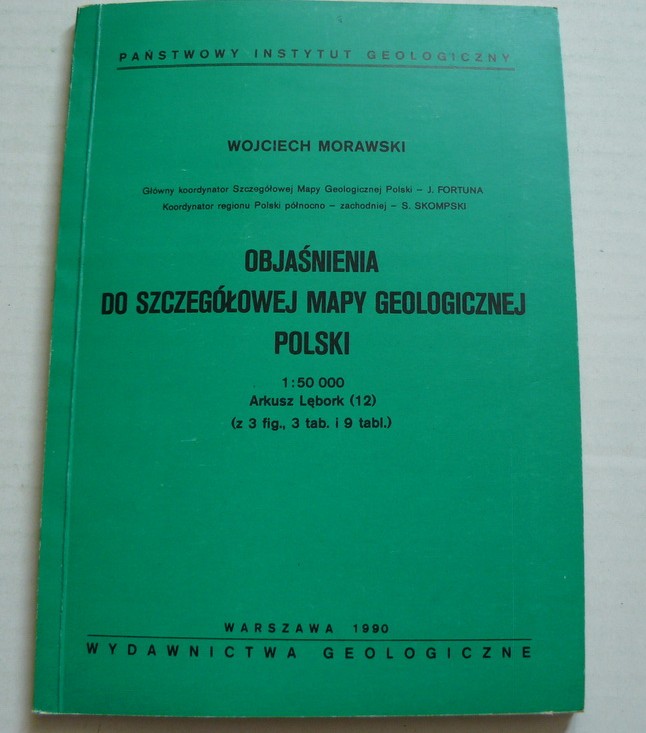 PAŃSTWOWY INSTYTUT GEOLOGICZNY
WOJCIECH MORAWSKI
Główny koordynator Szczegółowej Mapy Geologicznej Polski – J. FORTUNA
Koordynator regionu Polski północno – zachodniej – S. SKOMPSKI
OBJAŚNIENIA
DO SZCZEGÓŁOWEJ MAPY GEOLOGICZNEJ
POLSKI
1:50 000
Arkusz Lębork (12)
(z 3 fig., 3 tab. i 9 tabl.)
WARSZAWA 1990
WYDAWNICTWA GEOLOGICZNE